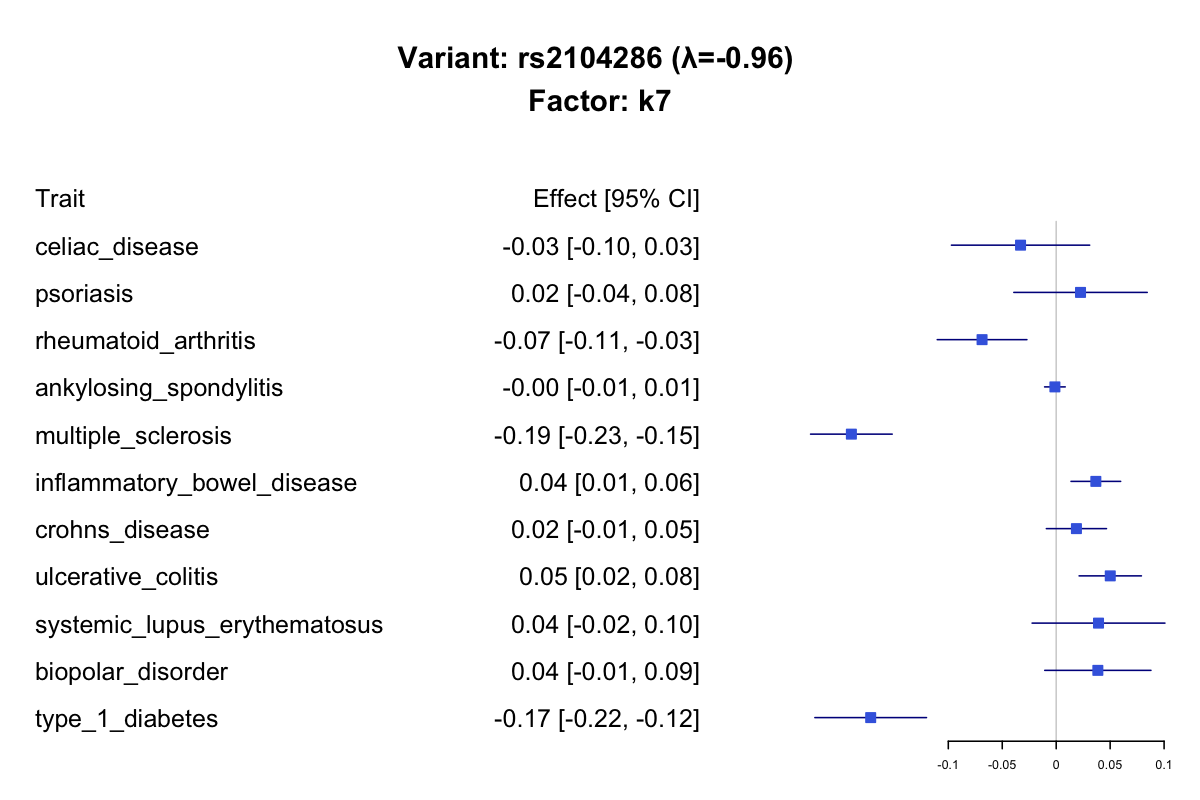 Variant: rs2104286 (λ=-0.96)
Factor: k7
Trait Effect [95% CI]
celiac_disease -0.03 [-0.10, 0.03]
psoriasis 0.02 [-0.04, 0.08]
rheumatoid_arthritis -0.07 [-0.11, -0.03]
ankylosing_spondylitis -0.00 [-0.01, 0.01]
multiple_sclerosis -0.19 [-0.23, -0.15]
inflammatory_bowel_disease 0.04 [0.01, 0.06]
crohns_disease 0.02 [-0.01, 0.05]
ulcerative_colitis 0.05 [0.02, 0.08]
systemic_lupus_erythematosus 0.04 [-0.02, 0.10]
biopolar_disorder 0.04 [-0.01, 0.09]
type_1_diabetes -0.17 [-0.22, -0.12]
-0.1 -0.05 0 0.05 0.1